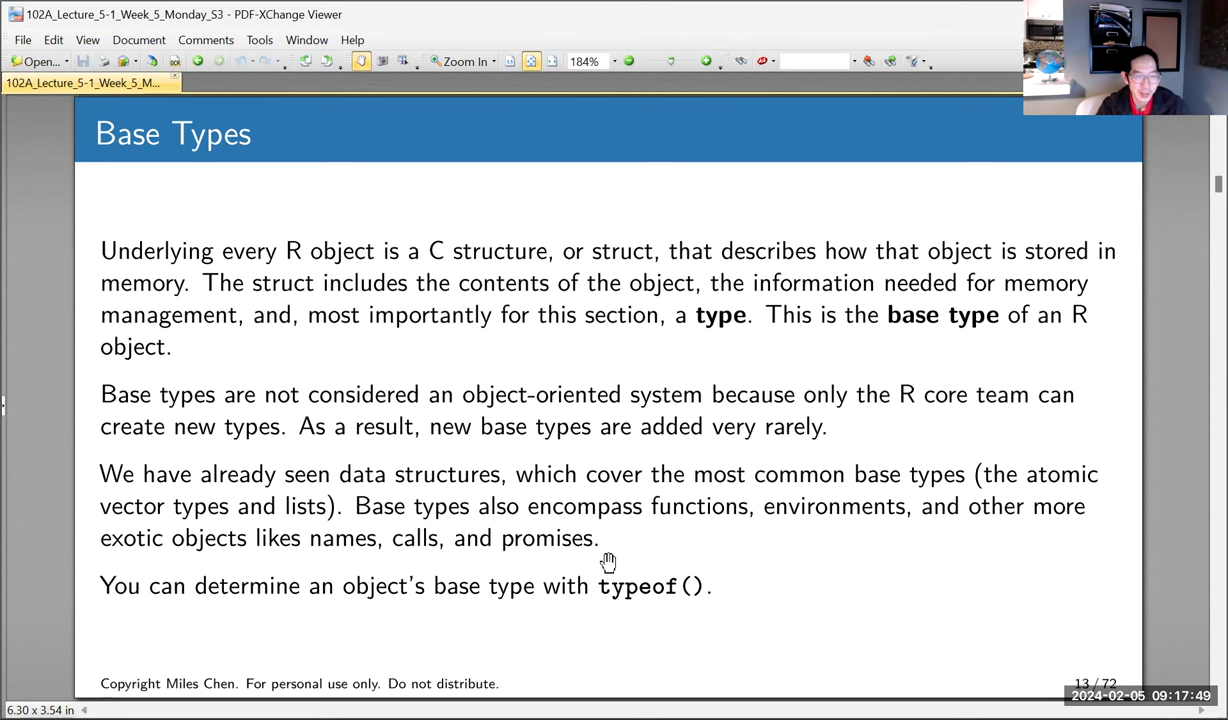 102A_Lecture_5-1_Week_5_Monday_S3 - PDF-XChange Viewer
File Edit View Document Comments Tools Window Help
Open... OCR Zoom In 184%
102A_Lecture_5-1_Week_5_M...
Base Types
Underlying every R object is a C structure, or struct, that describes how that object is stored in
memory. The struct includes the contents of the object, the information needed for memory
management, and, most importantly for this section, a type. This is the base type of an R
object.
Base types are not considered an object-oriented system because only the R core team can
create new types. As a result, new base types are added very rarely.
We have already seen data structures, which cover the most common base types (the atomic
vector types and lists). Base types also encompass functions, environments, and other more
exotic objects likes names, calls, and promises.
You can determine an object's base type with typeof().
Copyright Miles Chen. For personal use only. Do not distribute.
13 / 72
2024-02-05 09:17:49
6.30 x 3.54 in